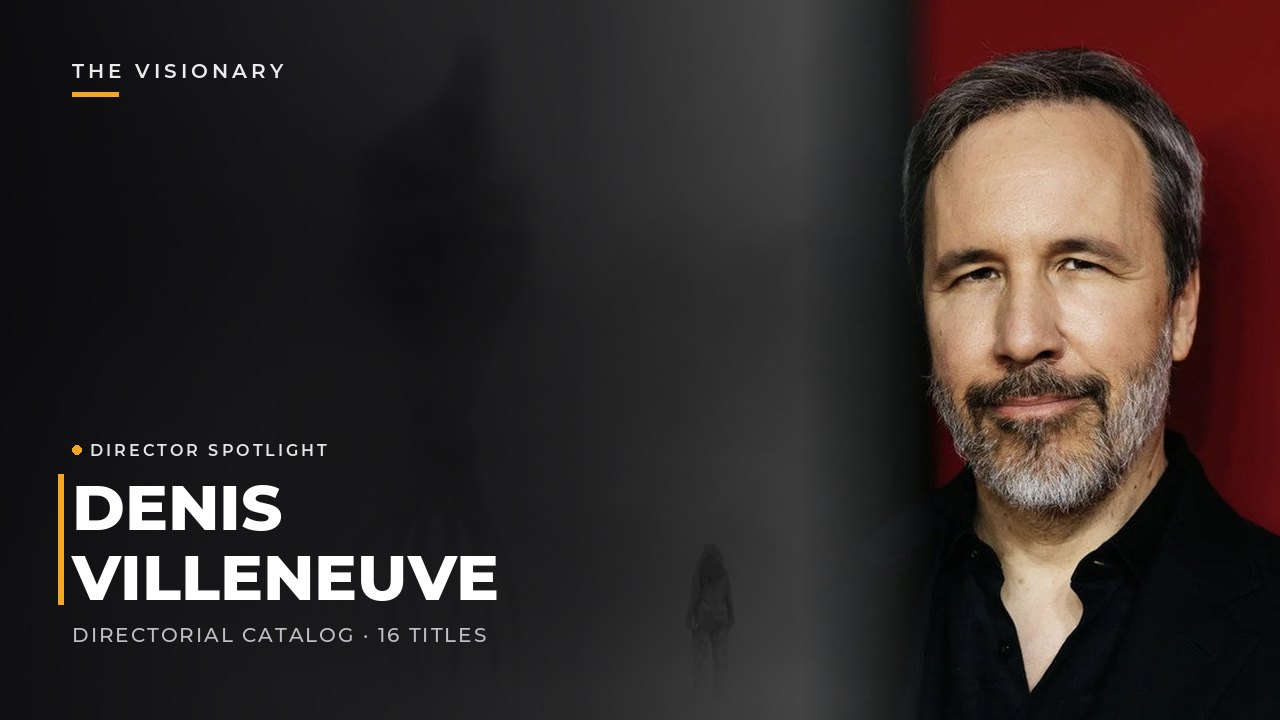 THE VISIONARY
DIRECTOR SPOTLIGHT
DENIS
VILLENEUVE
DIRECTORIAL CATALOG · 16 TITLES